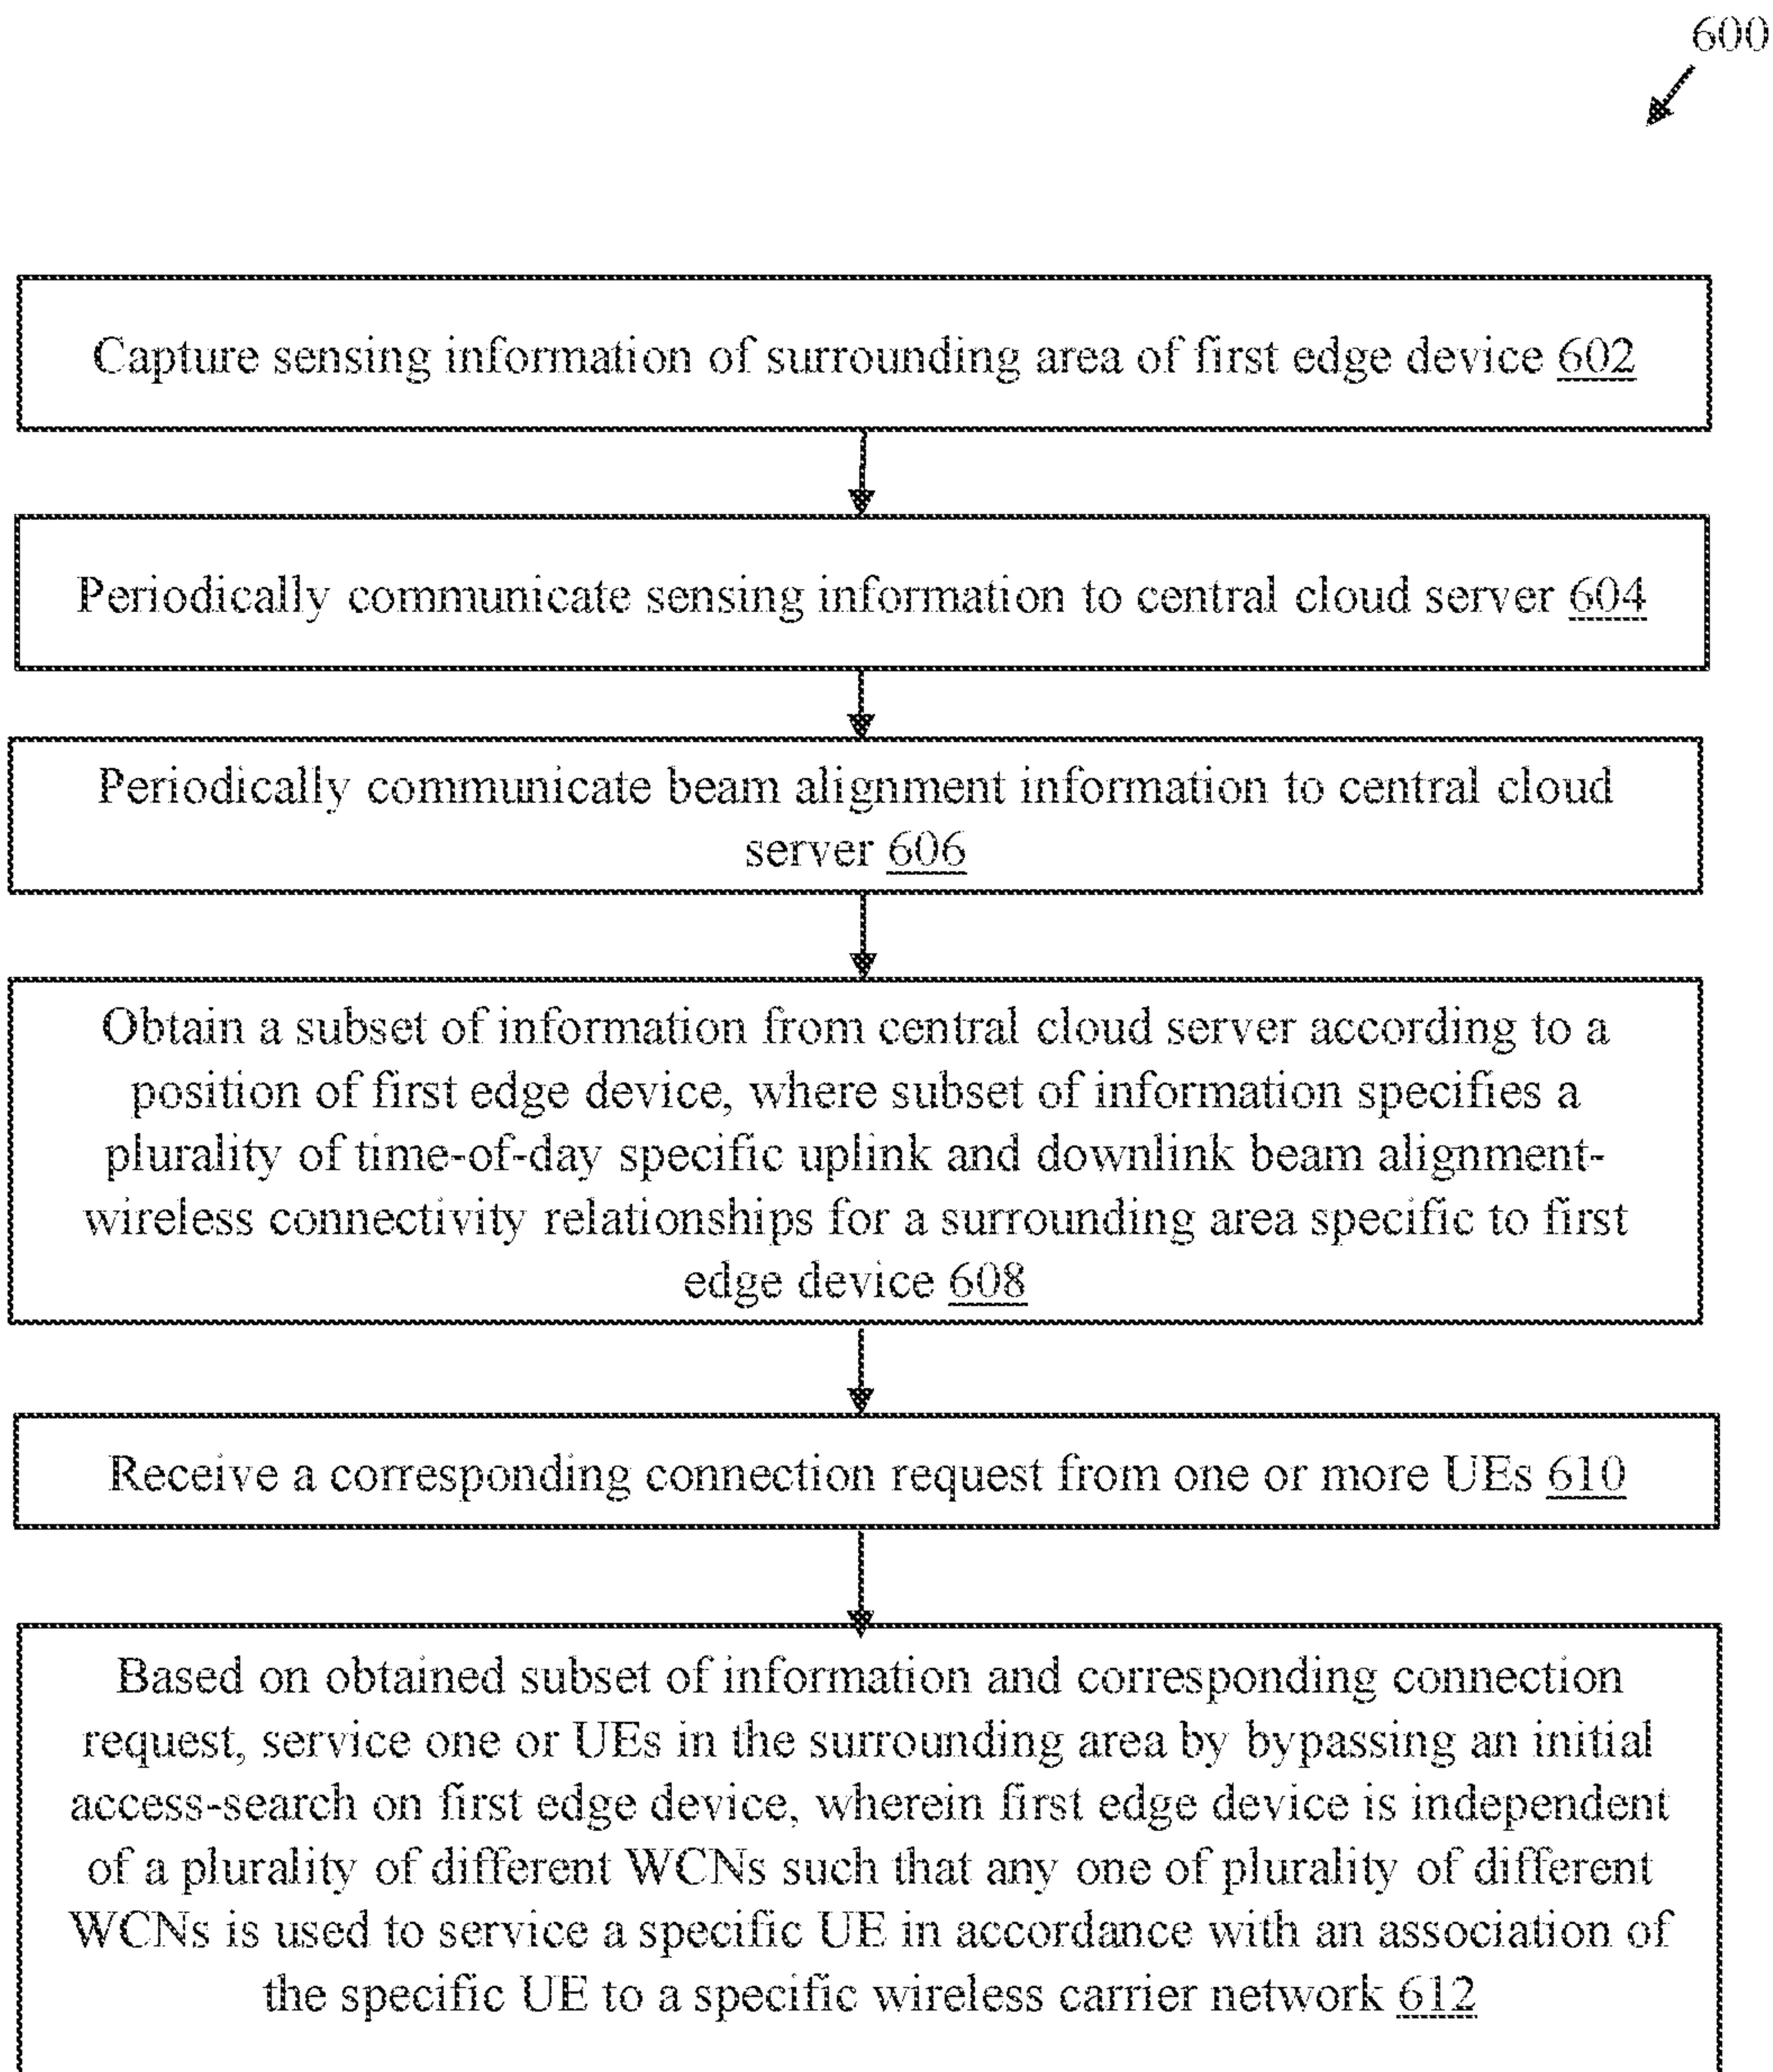 600
Capture sensing information of surrounding area of first edge device 602
Periodically communicate sensing information to central cloud server 604
Periodically communicate beam alignment information to central cloud
server 606
Obtain a subset of information from central cloud server according to a
position of first edge device, where subset of information specifies a
plurality of time-of-day specific uplink and downlink beam alignment-
wireless connectivity relationships for a surrounding area specific to first
edge device 608
Receive a corresponding connection request from one or more UEs 610
Based on obtained subset of information and corresponding connection
request, service one or UEs in the surrounding area by bypassing an initial
access-search on first edge device, wherein first edge device is independent
of a plurality of different WCNs such that any one of plurality of different
WCNs is used to service a specific UE in accordance with an association of
the specific UE to a specific wireless carrier network 612